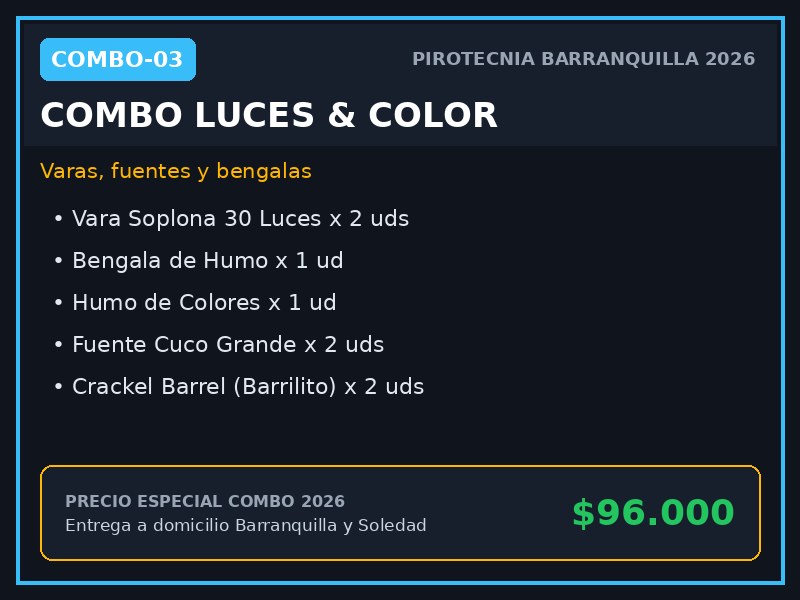 COMBO-03
PIROTECNIA BARRANQUILLA 2026
COMBO LUCES & COLOR
Varas, fuentes y bengalas
• Vara Soplona 30 Luces x 2 uds
• Bengala de Humo x 1 ud
• Humo de Colores x 1 ud
• Fuente Cuco Grande x 2 uds
• Crackel Barrel (Barrilito) x 2 uds
PRECIO ESPECIAL COMBO 2026
Entrega a domicilio Barranquilla y Soledad
$96.000